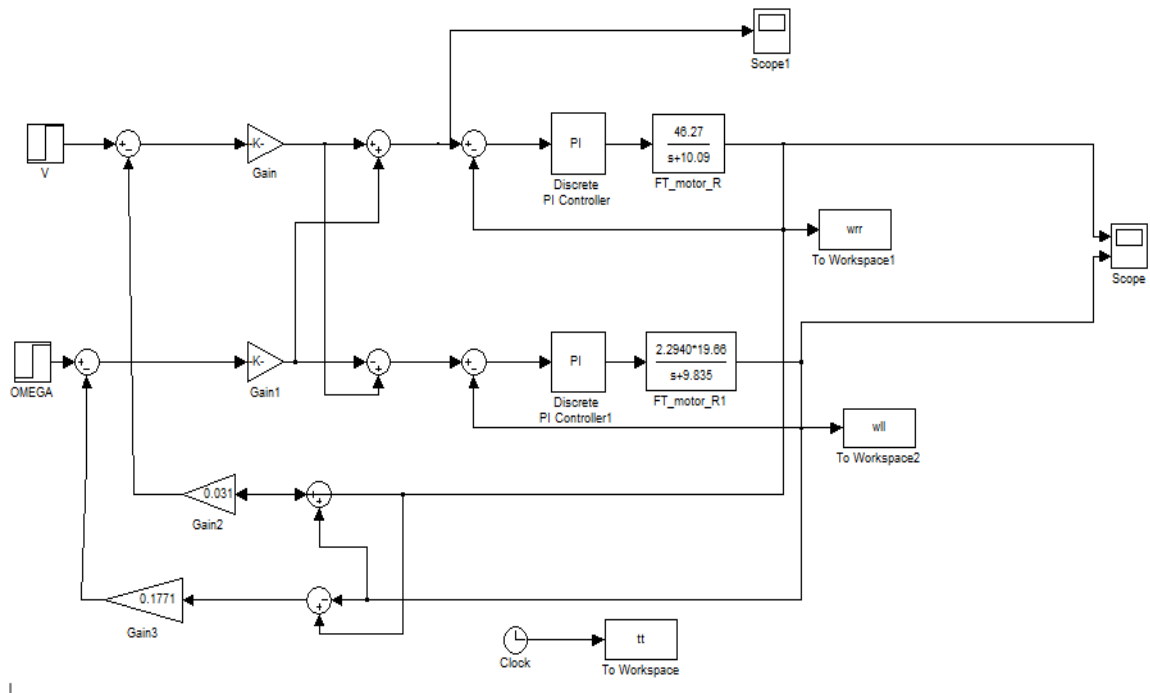 Scope1
V
-K-
Gain
PI
Discrete
PI Controller
46.27
s+10.09
FT_motor_R
wrr
To Workspace1
Scope
OMEGA
-K-
Gain1
PI
Discrete
PI Controller1
2.2940*19.66
s+9.835
FT_motor_R1
wll
To Workspace2
0.031
Gain2
0.1771
Gain3
Clock
tt
To Workspace